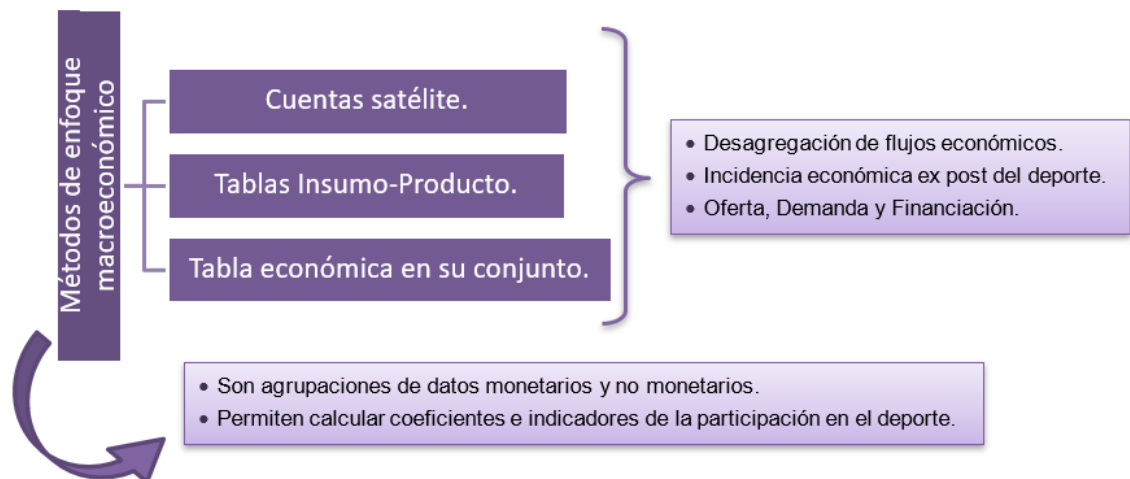 Métodos de enfoque
macroeconómico
Cuentas satélite.
Tablas Insumo-Producto.
Tabla económica en su conjunto.
• Desagregación de flujos económicos.
• Incidencia económica ex post del deporte.
• Oferta, Demanda y Financiación.
• Son agrupaciones de datos monetarios y no monetarios.
• Permiten calcular coeficientes e indicadores de la participación en el deporte.